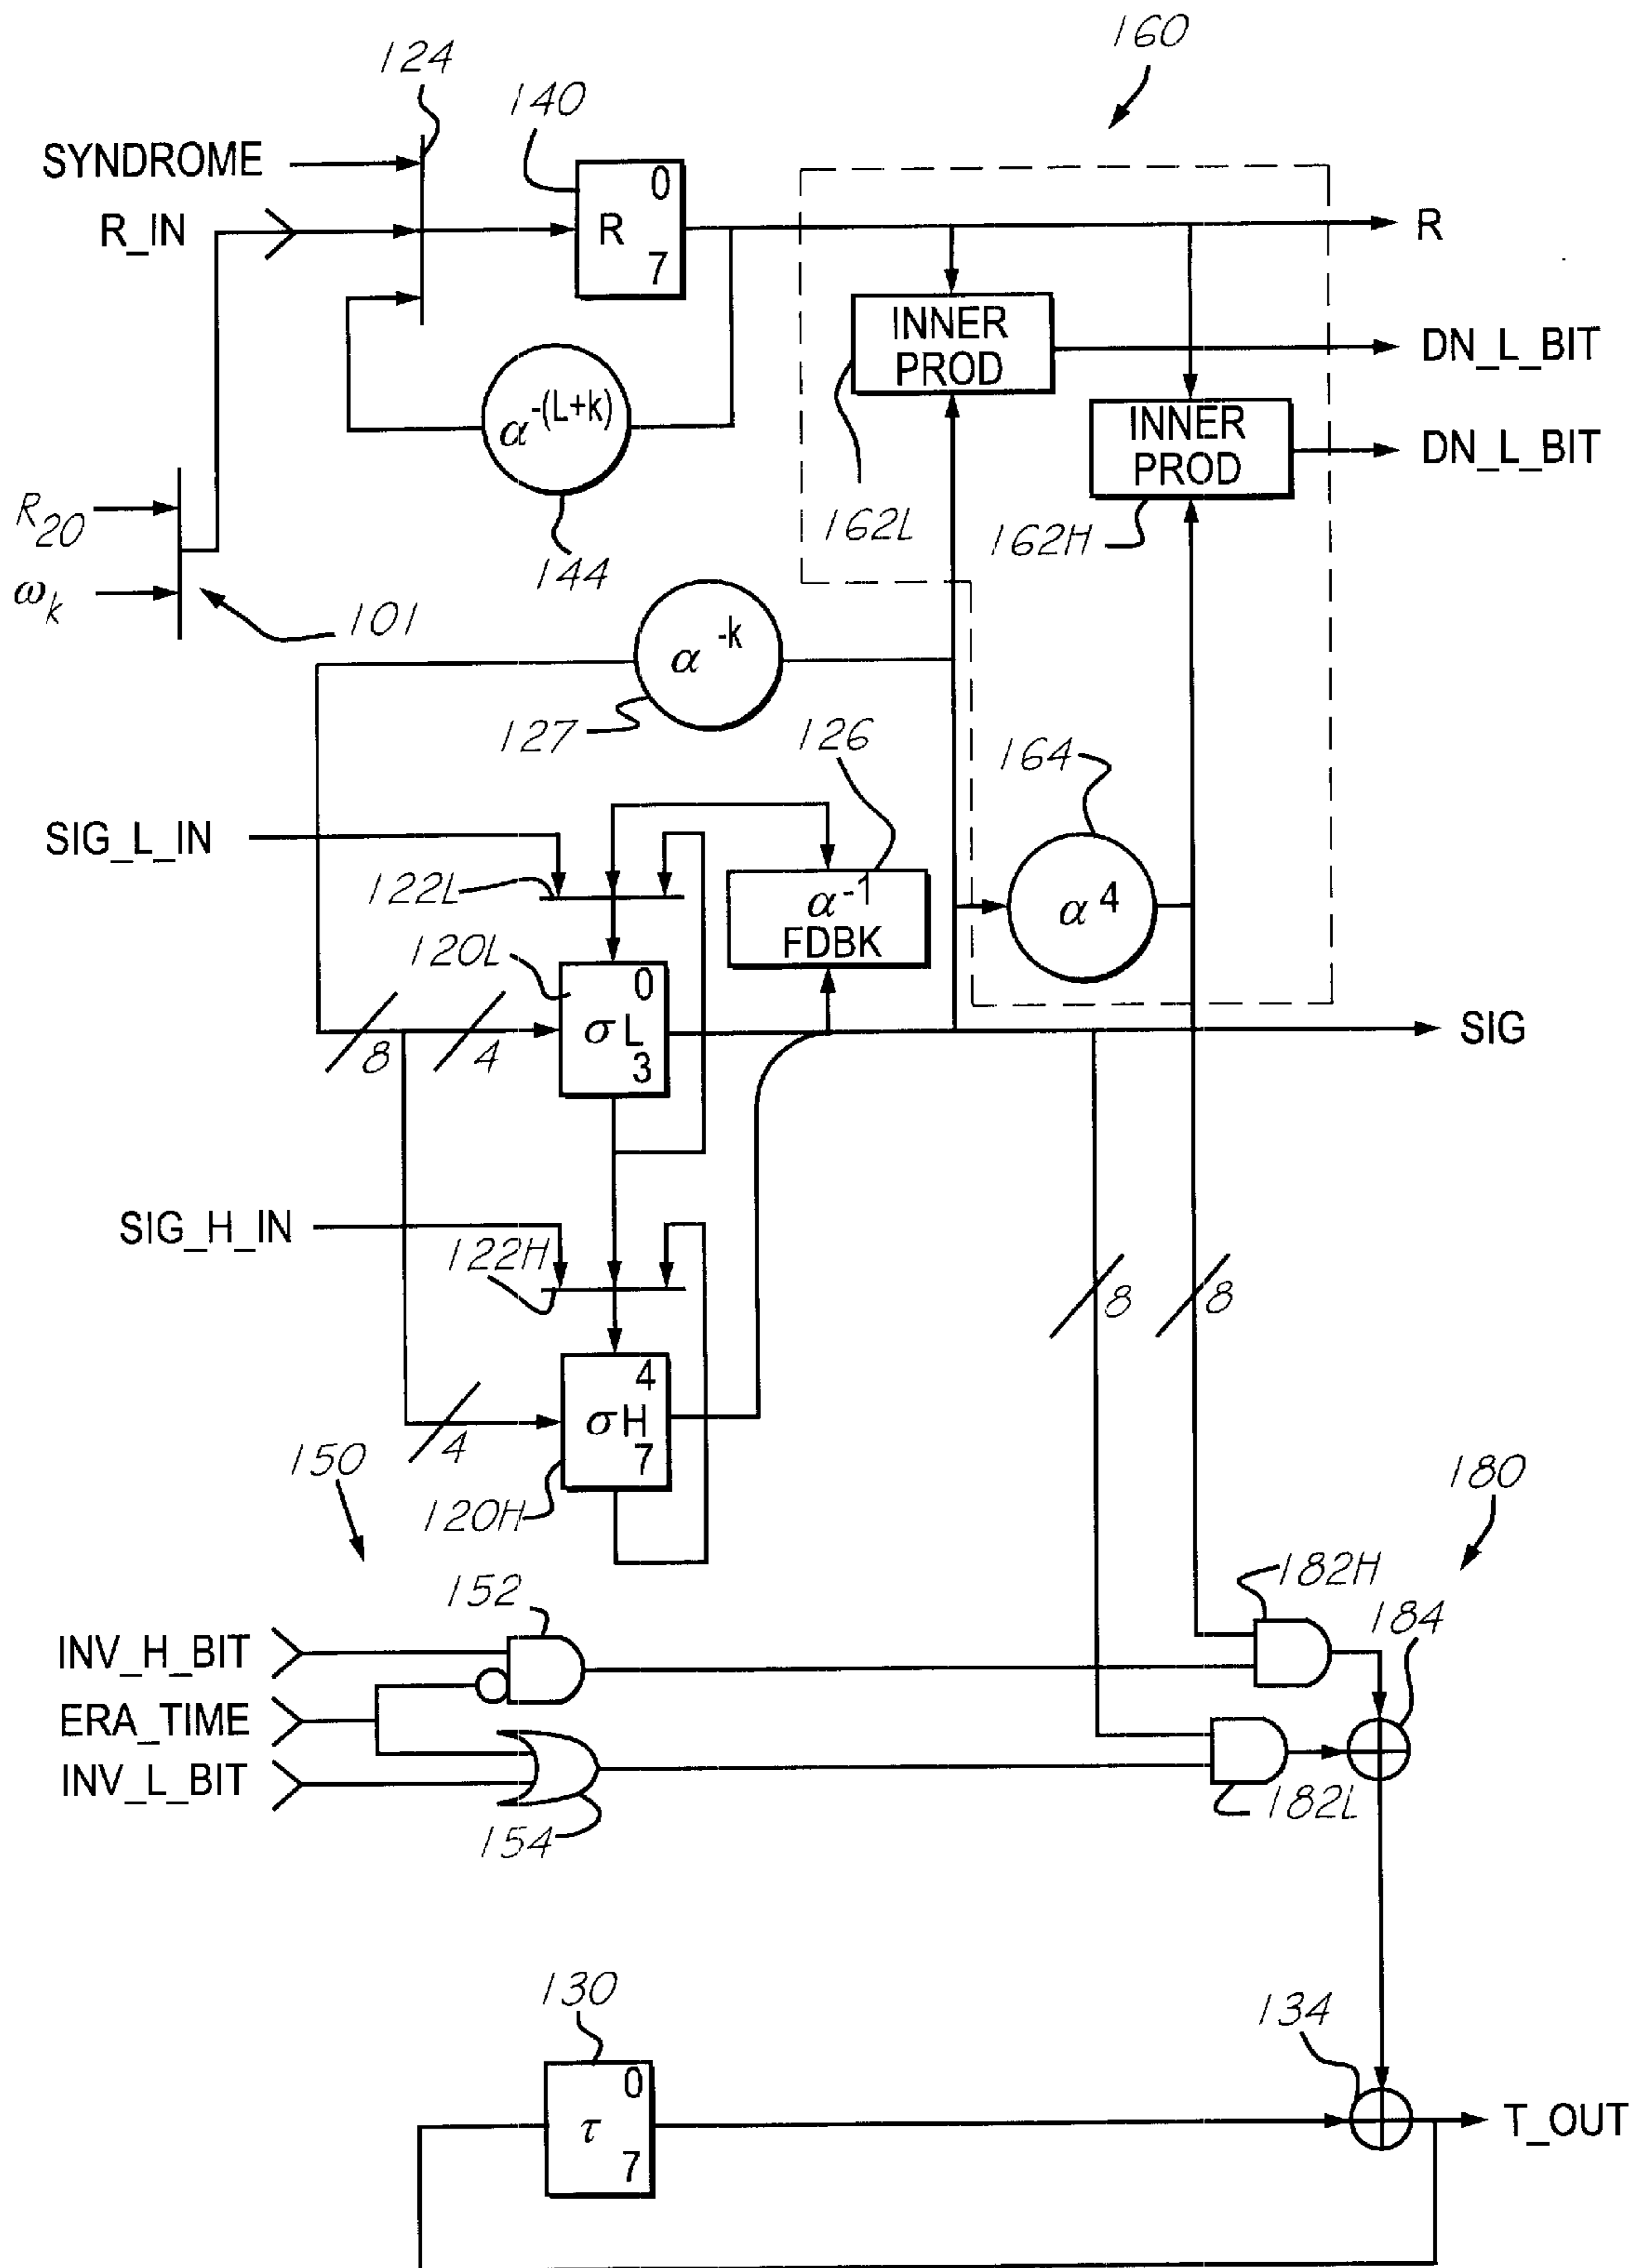 160
124
140
SYNDROME
0
R_IN
R
7
R
INNER
PROD
DN_L_BIT
INNER
PROD
DN_L_BIT
α-(L+k)
R20
162L
162H
144
ωk
101
α-k
127
126
164
SIG_L_IN
122L
α-1
FDBK
α4
120L
0
σL
3
8
4
SIG
SIG_H_IN
122H
8
8
4
σH
7
4
150
120H
180
152
182H
184
INV_H_BIT
ERA_TIME
INV_L_BIT
182L
154
130
134
0
τ
7
T_OUT